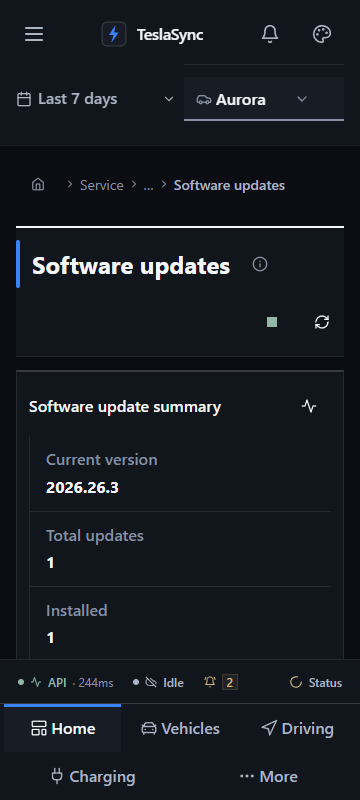 TeslaSync
Last 7 days
Aurora
Service
...
Software updates
Software updates
Software update summary
Current version
2026.26.3
Total updates
1
Installed
1
API · 244ms
Idle
2
Status
Home
Vehicles
Driving
Charging
More